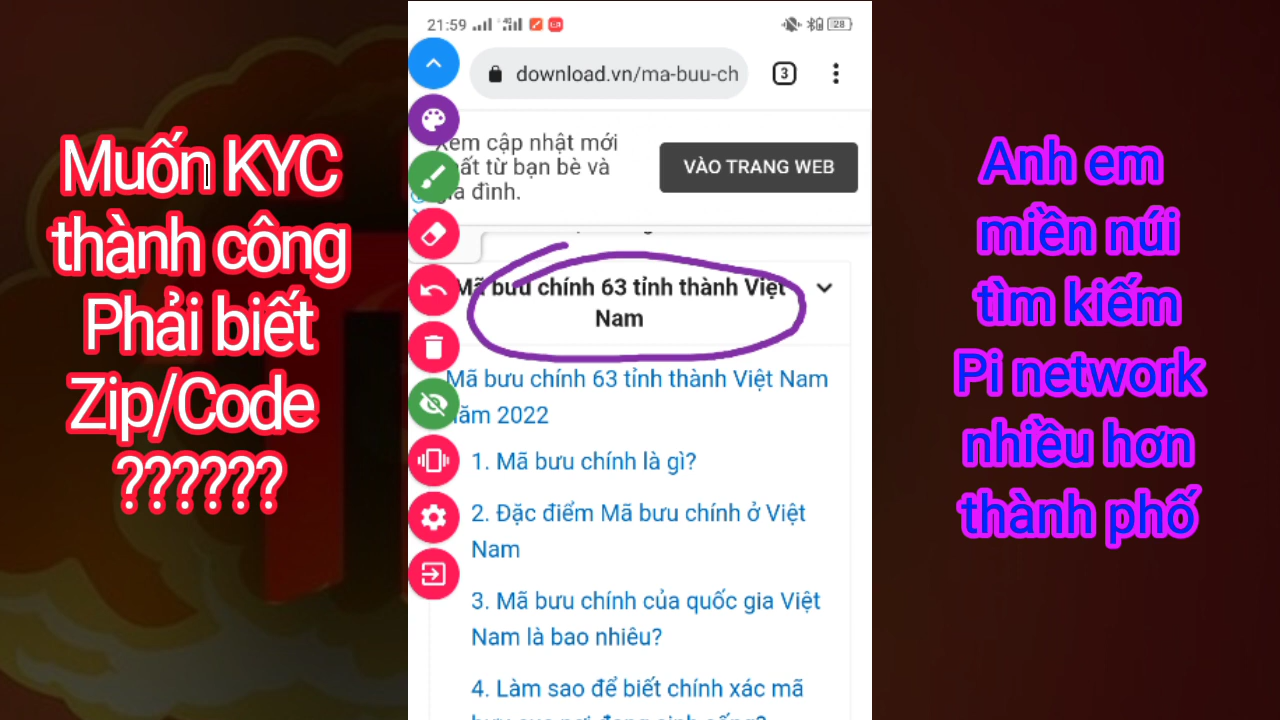 Muốn KYC
thành công
Phải biết
Zip/Code
??????
21:59
28
download.vn/ma-buu-ch
3
Xem cập nhật mới
từ bạn bè và
đình.
VÀO TRANG WEB
Mã bưu chính 63 tỉnh thành Việt
Nam
Mã bưu chính 63 tỉnh thành Việt Nam
năm 2022
1. Mã bưu chính là gì?
2. Đặc điểm Mã bưu chính ở Việt
Nam
3. Mã bưu chính của quốc gia Việt
Nam là bao nhiêu?
4. Làm sao để biết chính xác mã
Anh em
miền núi
tìm kiếm
Pi network
nhiều hơn
thành phố